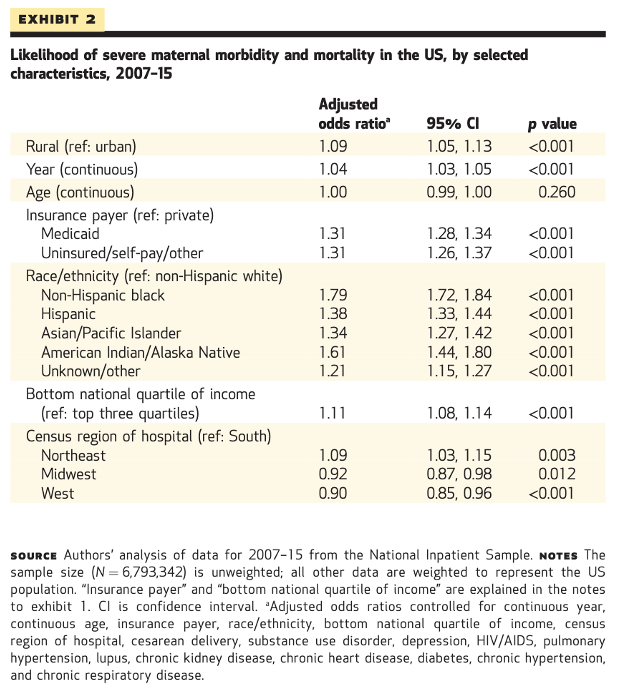 EXHIBIT 2
Likelihood of severe maternal morbidity and mortality in the US, by selected
characteristics, 2007–15
Adjusted
odds ratioᵃ 95% CI p value
Rural (ref: urban) 1.09 1.05, 1.13 <0.001
Year (continuous) 1.04 1.03, 1.05 <0.001
Age (continuous) 1.00 0.99, 1.00 0.260
Insurance payer (ref: private)
Medicaid 1.31 1.28, 1.34 <0.001
Uninsured/self-pay/other 1.31 1.26, 1.37 <0.001
Race/ethnicity (ref: non-Hispanic white)
Non-Hispanic black 1.79 1.72, 1.84 <0.001
Hispanic 1.38 1.33, 1.44 <0.001
Asian/Pacific Islander 1.34 1.27, 1.42 <0.001
American Indian/Alaska Native 1.61 1.44, 1.80 <0.001
Unknown/other 1.21 1.15, 1.27 <0.001
Bottom national quartile of income
(ref: top three quartiles) 1.11 1.08, 1.14 <0.001
Census region of hospital (ref: South)
Northeast 1.09 1.03, 1.15 0.003
Midwest 0.92 0.87, 0.98 0.012
West 0.90 0.85, 0.96 <0.001
SOURCE Authors’ analysis of data for 2007–15 from the National Inpatient Sample. NOTES The
sample size (N = 6,793,342) is unweighted; all other data are weighted to represent the US
population. “Insurance payer” and “bottom national quartile of income” are explained in the notes
to exhibit 1. CI is confidence interval. ᵃAdjusted odds ratios controlled for continuous year,
continuous age, insurance payer, race/ethnicity, bottom national quartile of income, census
region of hospital, cesarean delivery, substance use disorder, depression, HIV/AIDS, pulmonary
hypertension, lupus, chronic kidney disease, chronic heart disease, diabetes, chronic hypertension,
and chronic respiratory disease.